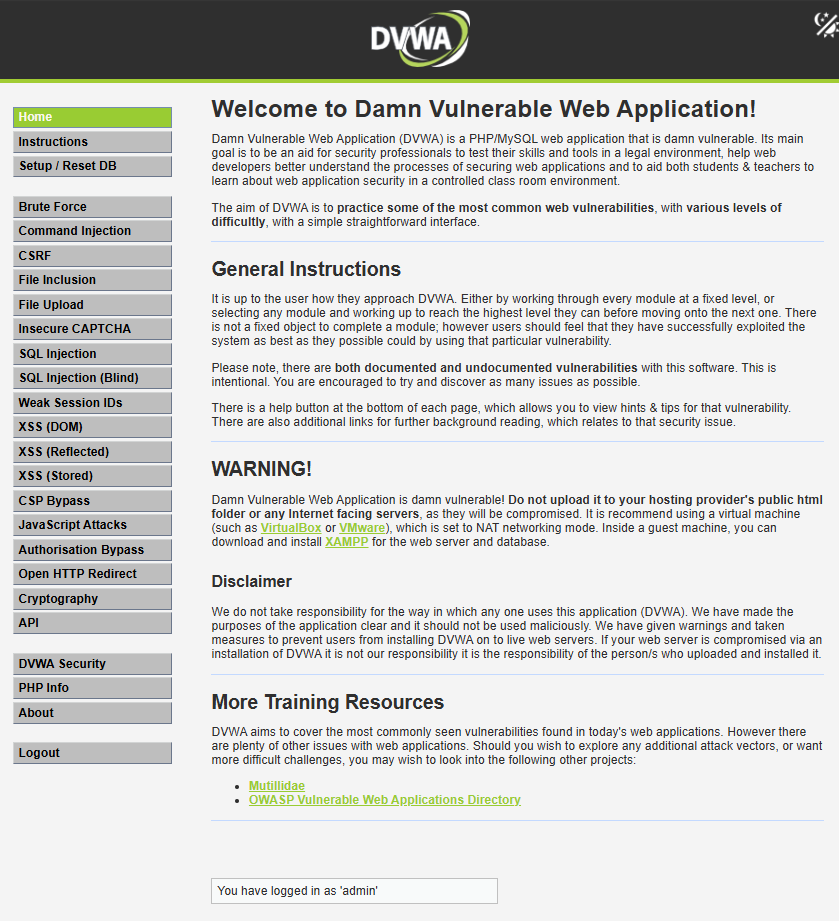 DVWA
Home
Instructions
Setup / Reset DB
Brute Force
Command Injection
CSRF
File Inclusion
File Upload
Insecure CAPTCHA
SQL Injection
SQL Injection (Blind)
Weak Session IDs
XSS (DOM)
XSS (Reflected)
XSS (Stored)
CSP Bypass
JavaScript Attacks
Authorisation Bypass
Open HTTP Redirect
Cryptography
API
DVWA Security
PHP Info
About
Logout
Welcome to Damn Vulnerable Web Application!
Damn Vulnerable Web Application (DVWA) is a PHP/MySQL web application that is damn vulnerable. Its main
goal is to be an aid for security professionals to test their skills and tools in a legal environment, help web
developers better understand the processes of securing web applications and to aid both students & teachers to
learn about web application security in a controlled class room environment.
The aim of DVWA is to practice some of the most common web vulnerabilities, with various levels of
difficultly, with a simple straightforward interface.
General Instructions
It is up to the user how they approach DVWA. Either by working through every module at a fixed level, or
selecting any module and working up to reach the highest level they can before moving onto the next one. There
is not a fixed object to complete a module; however users should feel that they have successfully exploited the
system as best as they possible could by using that particular vulnerability.
Please note, there are both documented and undocumented vulnerabilities with this software. This is
intentional. You are encouraged to try and discover as many issues as possible.
There is a help button at the bottom of each page, which allows you to view hints & tips for that vulnerability.
There are also additional links for further background reading, which relates to that security issue.
WARNING!
Damn Vulnerable Web Application is damn vulnerable! Do not upload it to your hosting provider's public html
folder or any Internet facing servers, as they will be compromised. It is recommend using a virtual machine
(such as VirtualBox or VMware), which is set to NAT networking mode. Inside a guest machine, you can
download and install XAMPP for the web server and database.
Disclaimer
We do not take responsibility for the way in which any one uses this application (DVWA). We have made the
purposes of the application clear and it should not be used maliciously. We have given warnings and taken
measures to prevent users from installing DVWA on to live web servers. If your web server is compromised via an
installation of DVWA it is not our responsibility it is the responsibility of the person/s who uploaded and installed it.
More Training Resources
DVWA aims to cover the most commonly seen vulnerabilities found in today's web applications. However there
are plenty of other issues with web applications. Should you wish to explore any additional attack vectors, or want
more difficult challenges, you may wish to look into the following other projects:
• Mutillidae
• OWASP Vulnerable Web Applications Directory
You have logged in as 'admin'